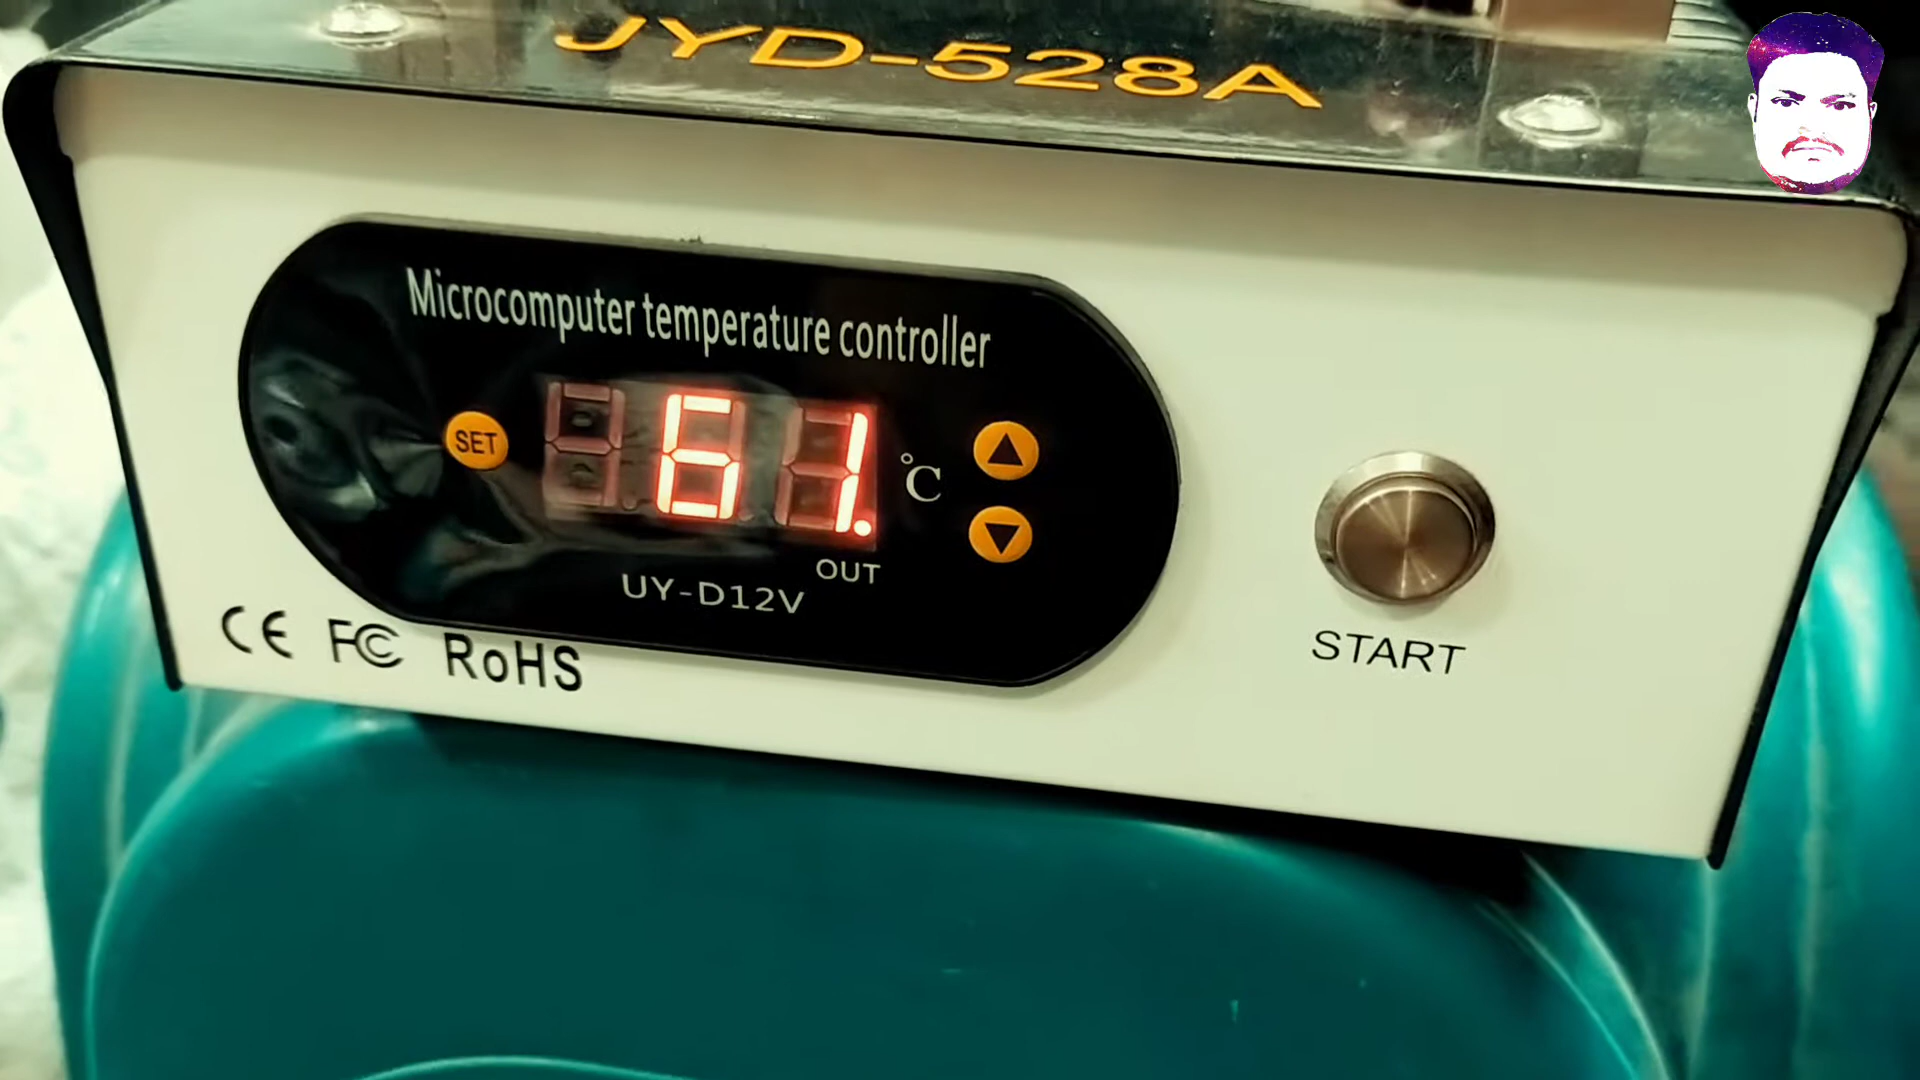 JYD-528A
Microcomputer temperature controller
SET
61.
°C
OUT
UY-D12V
CE FC RoHS
START